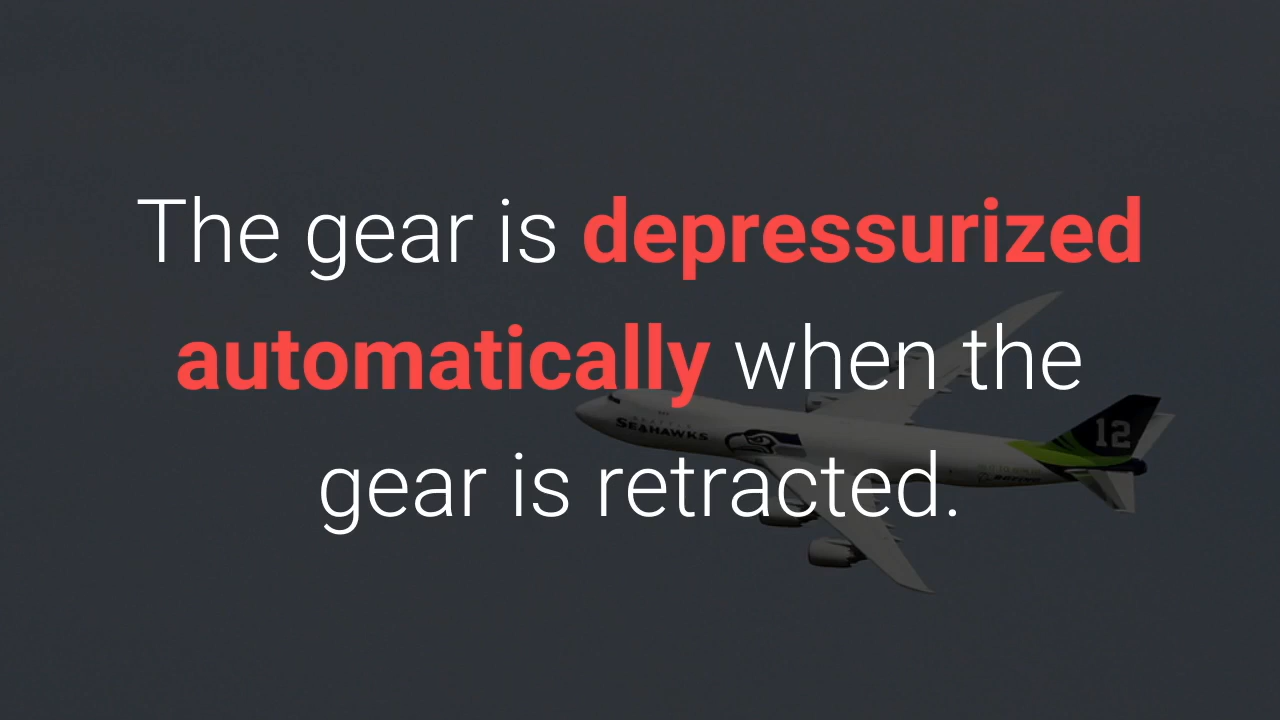 The gear is depressurized
automatically when the
gear is retracted.
SEAHAWKS
12